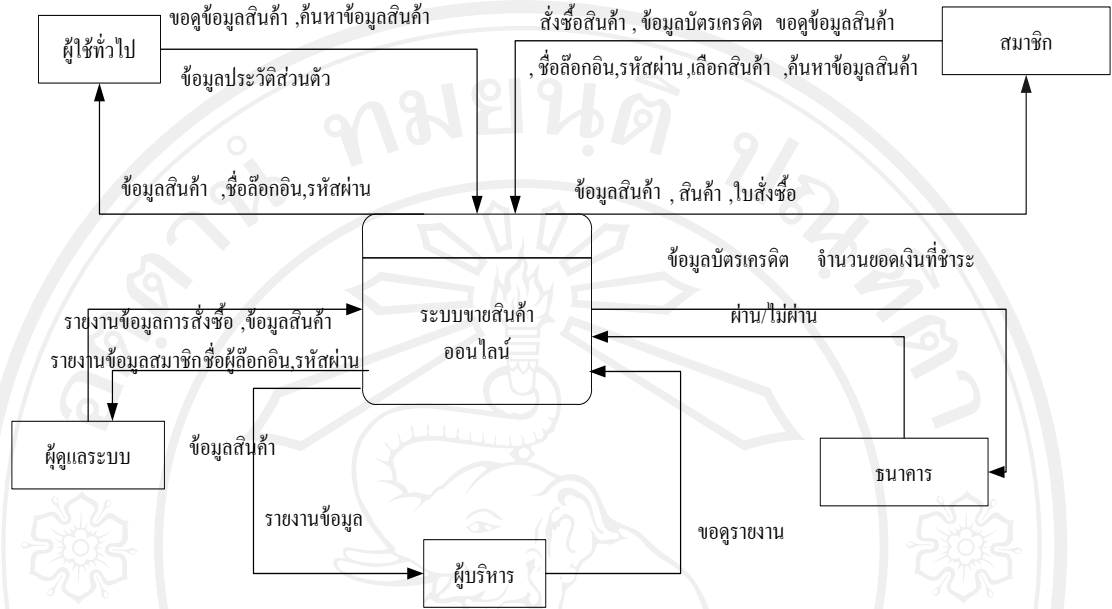 ขอดูข้อมูลสินค้า ,ค้นหาข้อมูลสินค้า
ผู้ใช้ทั่วไป
ข้อมูลประวัติส่วนตัว
สั่งซื้อสินค้า , ข้อมูลบัตรเครดิต ขอดูข้อมูลสินค้า
, ชื่อล๊อกอิน,รหัสผ่าน,เลือกสินค้า ,ค้นหาข้อมูลสินค้า
สมาชิก
ข้อมูลสินค้า ,ชื่อล๊อกอิน,รหัสผ่าน
ข้อมูลสินค้า , สินค้า ,ใบสั่งซื้อ
ข้อมูลบัตรเครดิต จำนวนยอดเงินที่ชำระ
ระบบขายสินค้า
ออนไลน์
ผ่าน/ไม่ผ่าน
รายงานข้อมูลการสั่งซื้อ ,ข้อมูลสินค้า
รายงานข้อมูลสมาชิกชื่อผู้ล๊อกอิน,รหัสผ่าน
ผุ้ดูแลระบบ
ข้อมูลสินค้า
ธนาคาร
รายงานข้อมูล
ขอดูรายงาน
ผู้บริหาร
อตฺตานํ ทมยนฺติ ปณฺฑิตา